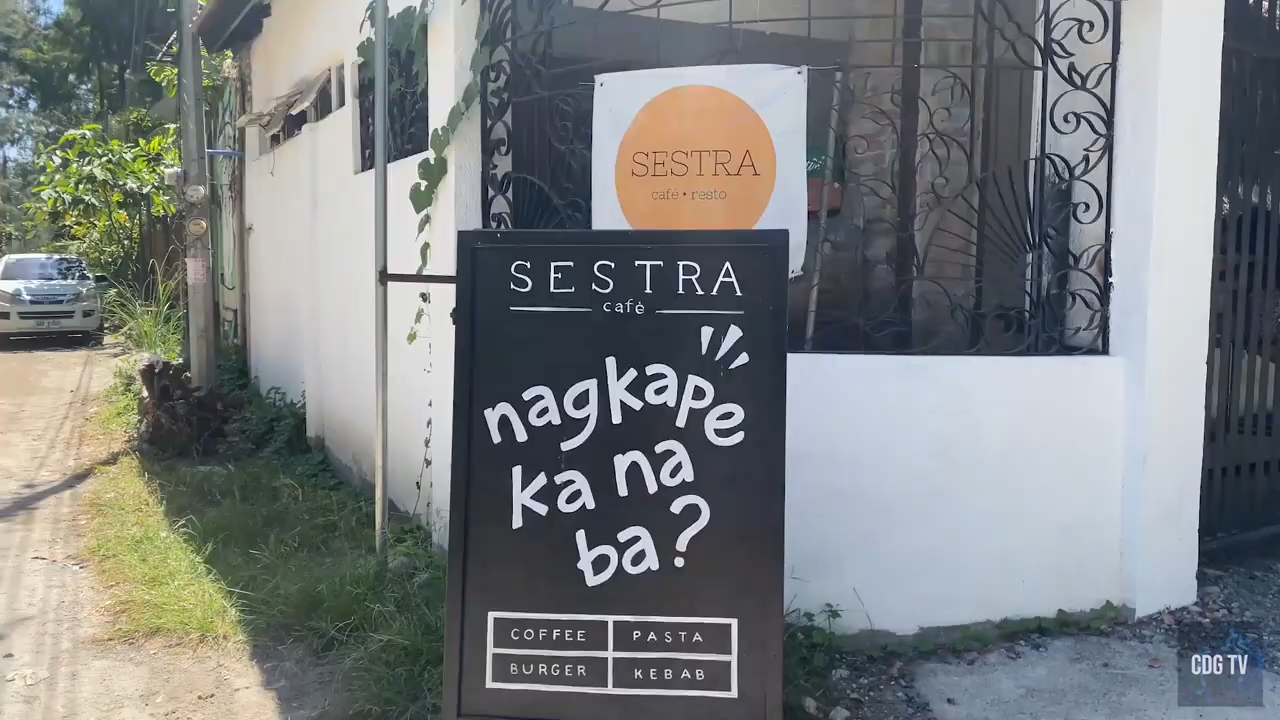 SESTRA
café • resto
SESTRA
café
nagkape
ka na
ba?
COFFEE PASTA
BURGER KEBAB
CDG TV